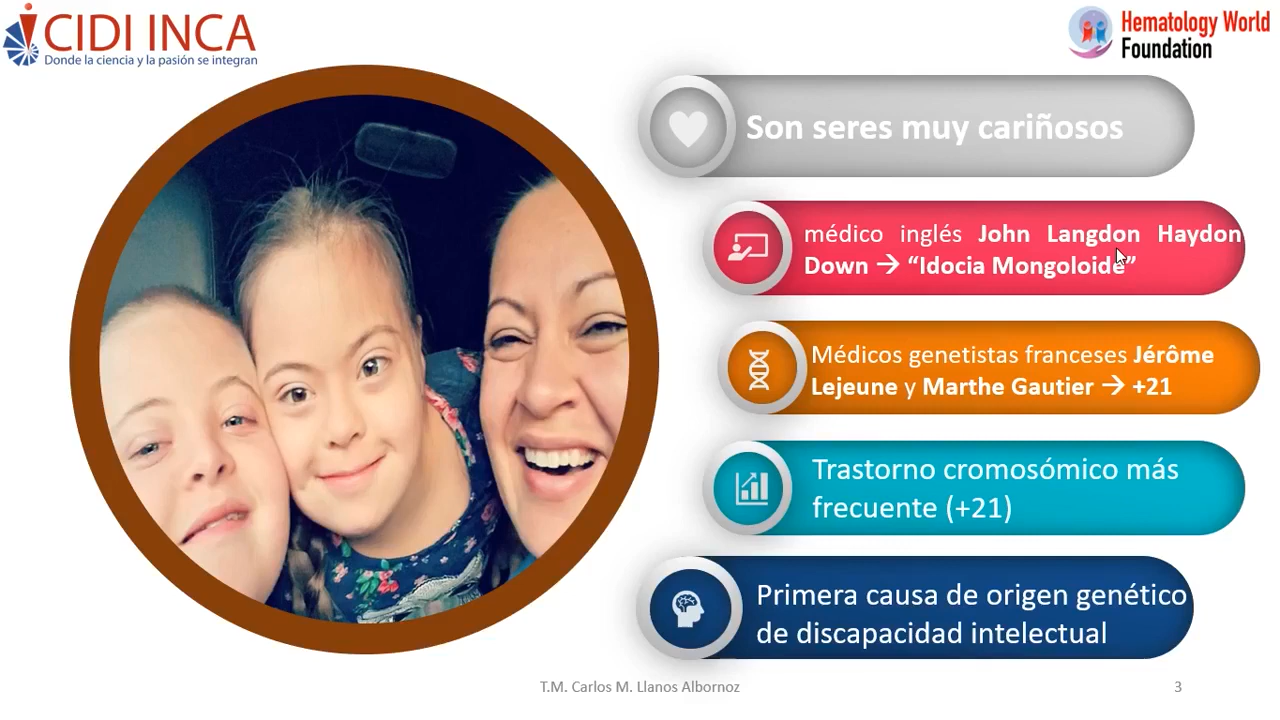 CIDI INCA
Donde la ciencia y la pasión se integran
Hematology World
Foundation
Son seres muy cariñosos
médico inglés John Langdon Haydon
Down → “Idocia Mongoloide”
Médicos genetistas franceses Jérôme
Lejeune y Marthe Gautier → +21
Trastorno cromosómico más
frecuente (+21)
Primera causa de origen genético
de discapacidad intelectual
T.M. Carlos M. Llanos Albornoz
3